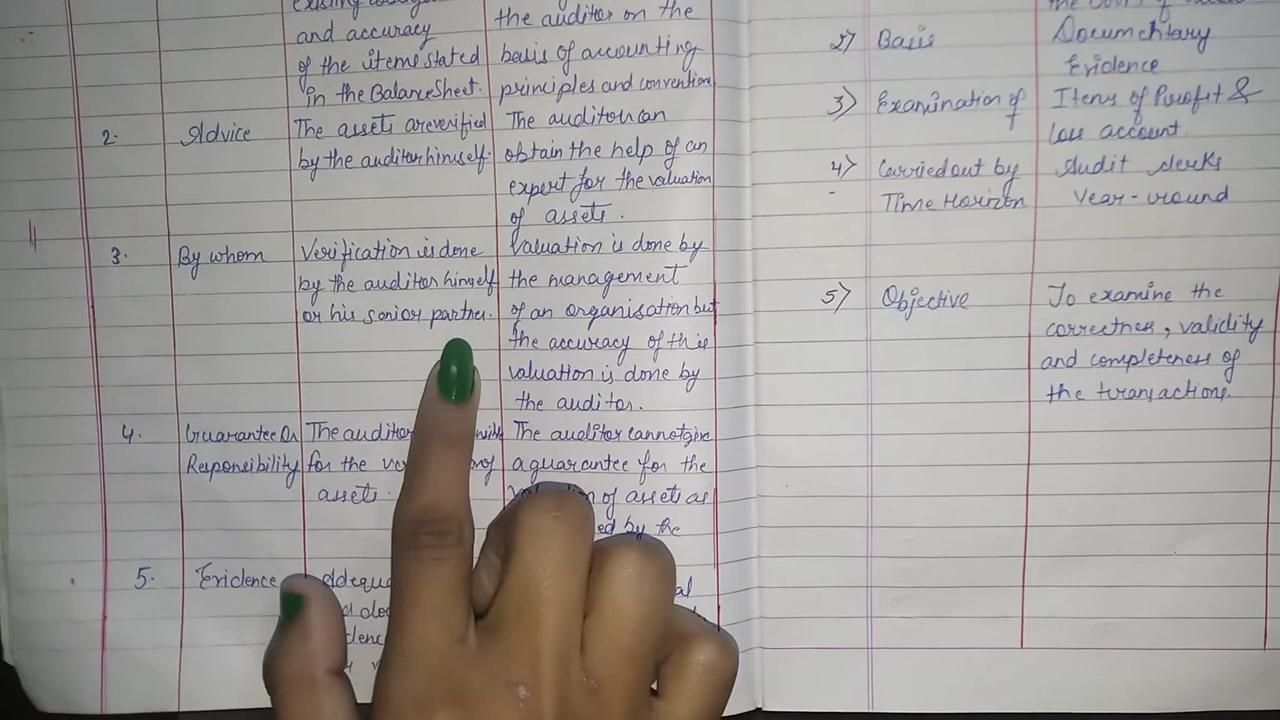 and accuracy
of the items stated
in the BalanceSheet.
the auditor on the
basis of accounting
principles and convention
2. Advice
The assets are verified
by the auditor himself.
The auditor can
obtain the help of an
expert for the valuation
of assets.
3. By whom
Verification is done
by the auditor himself
or his senior partner.
Valuation is done by
the management
of an organisation but
the accuracy of this
valuation is done by
the auditor.
4. Guarantee Or
Responsibility
The auditor
for the
assets.
The auditor cannot give
a guarantee for the
of assets as
by the
5. Evidence
2) Basis
Documentary
Evidence
3) Examination of
Items of Profit &
loss account.
4) Carried out by
Audit clerks
- Time Horizon
Year-round
5) Objective
To examine the
correctness, validity
and completeness of
the transactions.